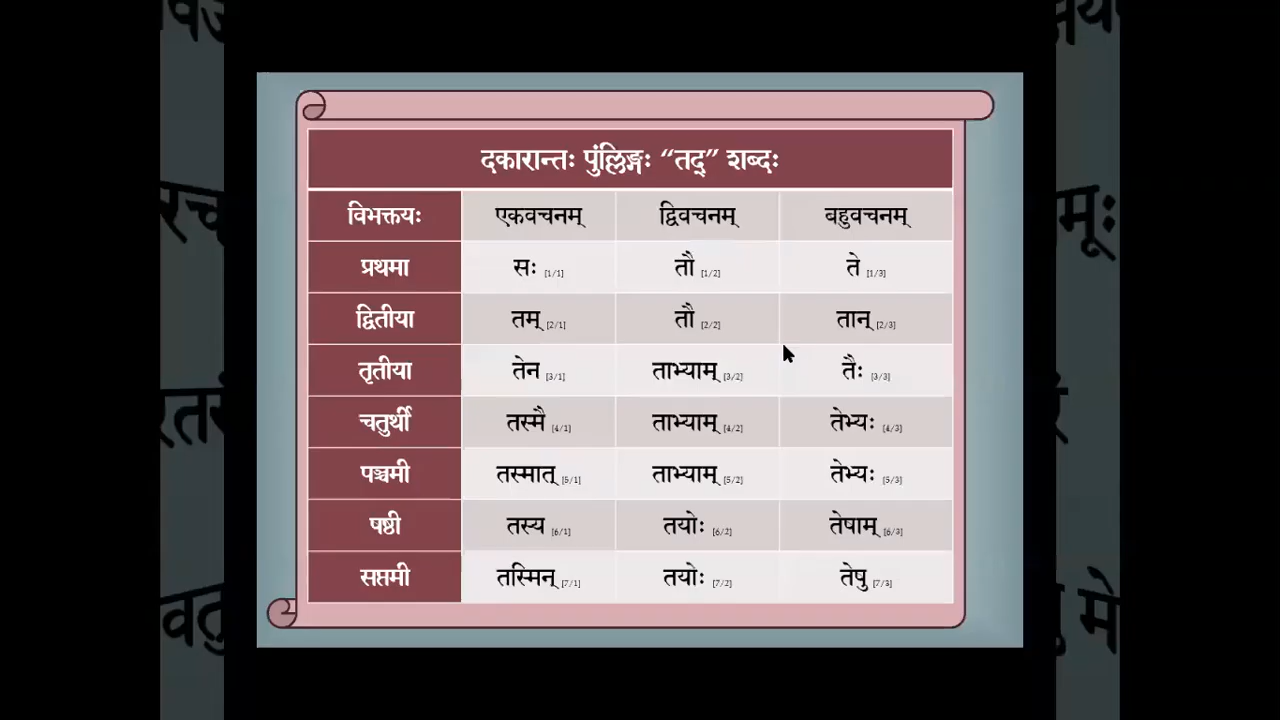 दकारान्तः पुंल्लिङ्गः “तद्” शब्दः
विभक्तयः एकवचनम् द्विवचनम् बहुवचनम्
प्रथमा सः [1/1] तौ [1/2] ते [1/3]
द्वितीया तम् [2/1] तौ [2/2] तान् [2/3]
तृतीया तेन [3/1] ताभ्याम् [3/2] तैः [3/3]
चतुर्थी तस्मै [4/1] ताभ्याम् [4/2] तेभ्यः [4/3]
पञ्चमी तस्मात् [5/1] ताभ्याम् [5/2] तेभ्यः [5/3]
षष्ठी तस्य [6/1] तयोः [6/2] तेषाम् [6/3]
सप्तमी तस्मिन् [7/1] तयोः [7/2] तेषु [7/3]